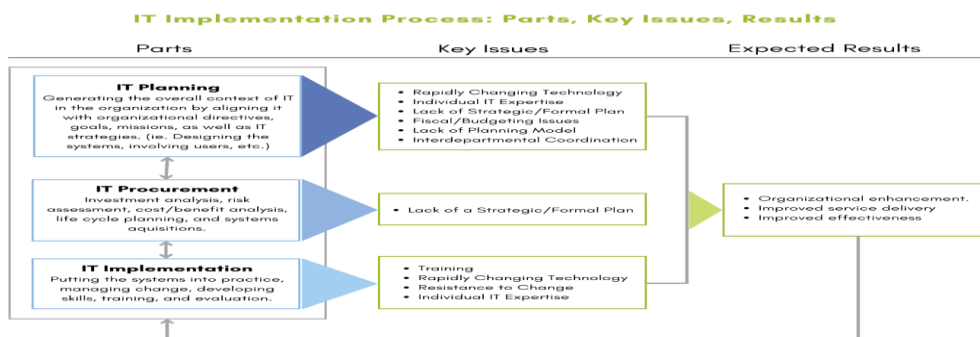 IT Implementation Process: Parts, Key Issues, Results
Parts
Key Issues
Expected Results
IT Planning
Generating the overall context of IT
in the organization by aligning it
with organizational directives,
goals, missions, as well as IT
strategies. (ie. Designing the
systems, involving users, etc.)
• Rapidly Changing Technology
• Individual IT Expertise
• Lack of Strategic/Formal Plan
• Fiscal/Budgeting Issues
• Lack of Planning Model
• Interdepartmental Coordination
IT Procurement
Investment analysis, risk
assessment, cost/benefit analysis,
life cycle planning, and systems
aquisitions.
• Lack of a Strategic/Formal Plan
• Organizational enhancement.
• Improved service delivery
• Improved effectiveness
IT Implementation
Putting the systems into practice,
managing change, developing
skills, training, and evaluation.
• Training
• Rapidly Changing Technology
• Resistance to Change
• Individual IT Expertise